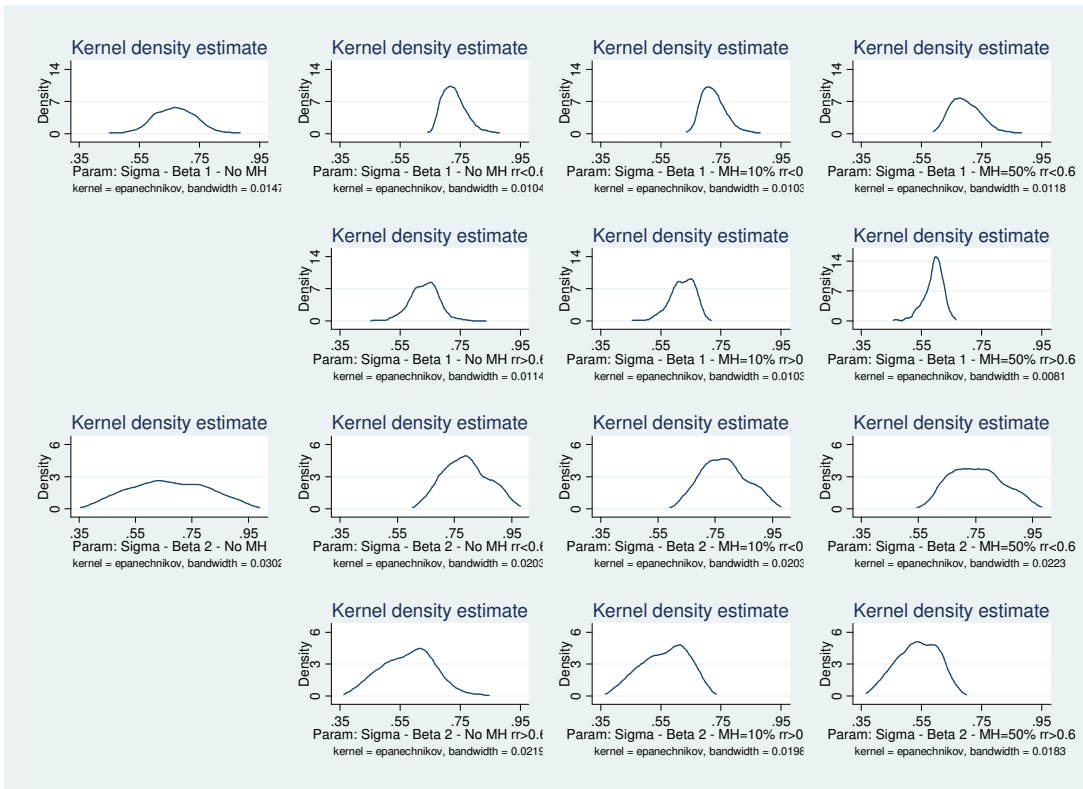 Kernel density estimate
Density
14
7
0
.35 .55 .75 .95
Param: Sigma - Beta 1 - No MH
kernel = epanechnikov, bandwidth = 0.0147
Kernel density estimate
Density
14
7
0
.35 .55 .75 .95
Param: Sigma - Beta 1 - No MH rr<0.6
kernel = epanechnikov, bandwidth = 0.0104
Kernel density estimate
Density
14
7
0
.35 .55 .75 .95
Param: Sigma - Beta 1 - MH=10% rr<0
kernel = epanechnikov, bandwidth = 0.0103
Kernel density estimate
Density
14
7
0
.35 .55 .75 .95
Param: Sigma - Beta 1 - MH=50% rr<0.6
kernel = epanechnikov, bandwidth = 0.0118
Kernel density estimate
Density
14
7
0
.35 .55 .75 .95
Param: Sigma - Beta 1 - No MH rr>0.6
kernel = epanechnikov, bandwidth = 0.0114
Kernel density estimate
Density
14
7
0
.35 .55 .75 .95
Param: Sigma - Beta 1 - MH=10% rr>0
kernel = epanechnikov, bandwidth = 0.0103
Kernel density estimate
Density
14
7
0
.35 .55 .75 .95
Param: Sigma - Beta 1 - MH=50% rr>0.6
kernel = epanechnikov, bandwidth = 0.0081
Kernel density estimate
Density
6
3
0
.35 .55 .75 .95
Param: Sigma - Beta 2 - No MH
kernel = epanechnikov, bandwidth = 0.0302
Kernel density estimate
Density
6
3
0
.35 .55 .75 .95
Param: Sigma - Beta 2 - No MH rr<0.6
kernel = epanechnikov, bandwidth = 0.0203
Kernel density estimate
Density
6
3
0
.35 .55 .75 .95
Param: Sigma - Beta 2 - MH=10% rr<0
kernel = epanechnikov, bandwidth = 0.0203
Kernel density estimate
Density
6
3
0
.35 .55 .75 .95
Param: Sigma - Beta 2 - MH=50% rr<0.6
kernel = epanechnikov, bandwidth = 0.0223
Kernel density estimate
Density
6
3
0
.35 .55 .75 .95
Param: Sigma - Beta 2 - No MH rr>0.6
kernel = epanechnikov, bandwidth = 0.0219
Kernel density estimate
Density
6
3
0
.35 .55 .75 .95
Param: Sigma - Beta 2 - MH=10% rr>0
kernel = epanechnikov, bandwidth = 0.0198
Kernel density estimate
Density
6
3
0
.35 .55 .75 .95
Param: Sigma - Beta 2 - MH=50% rr>0.6
kernel = epanechnikov, bandwidth = 0.0183